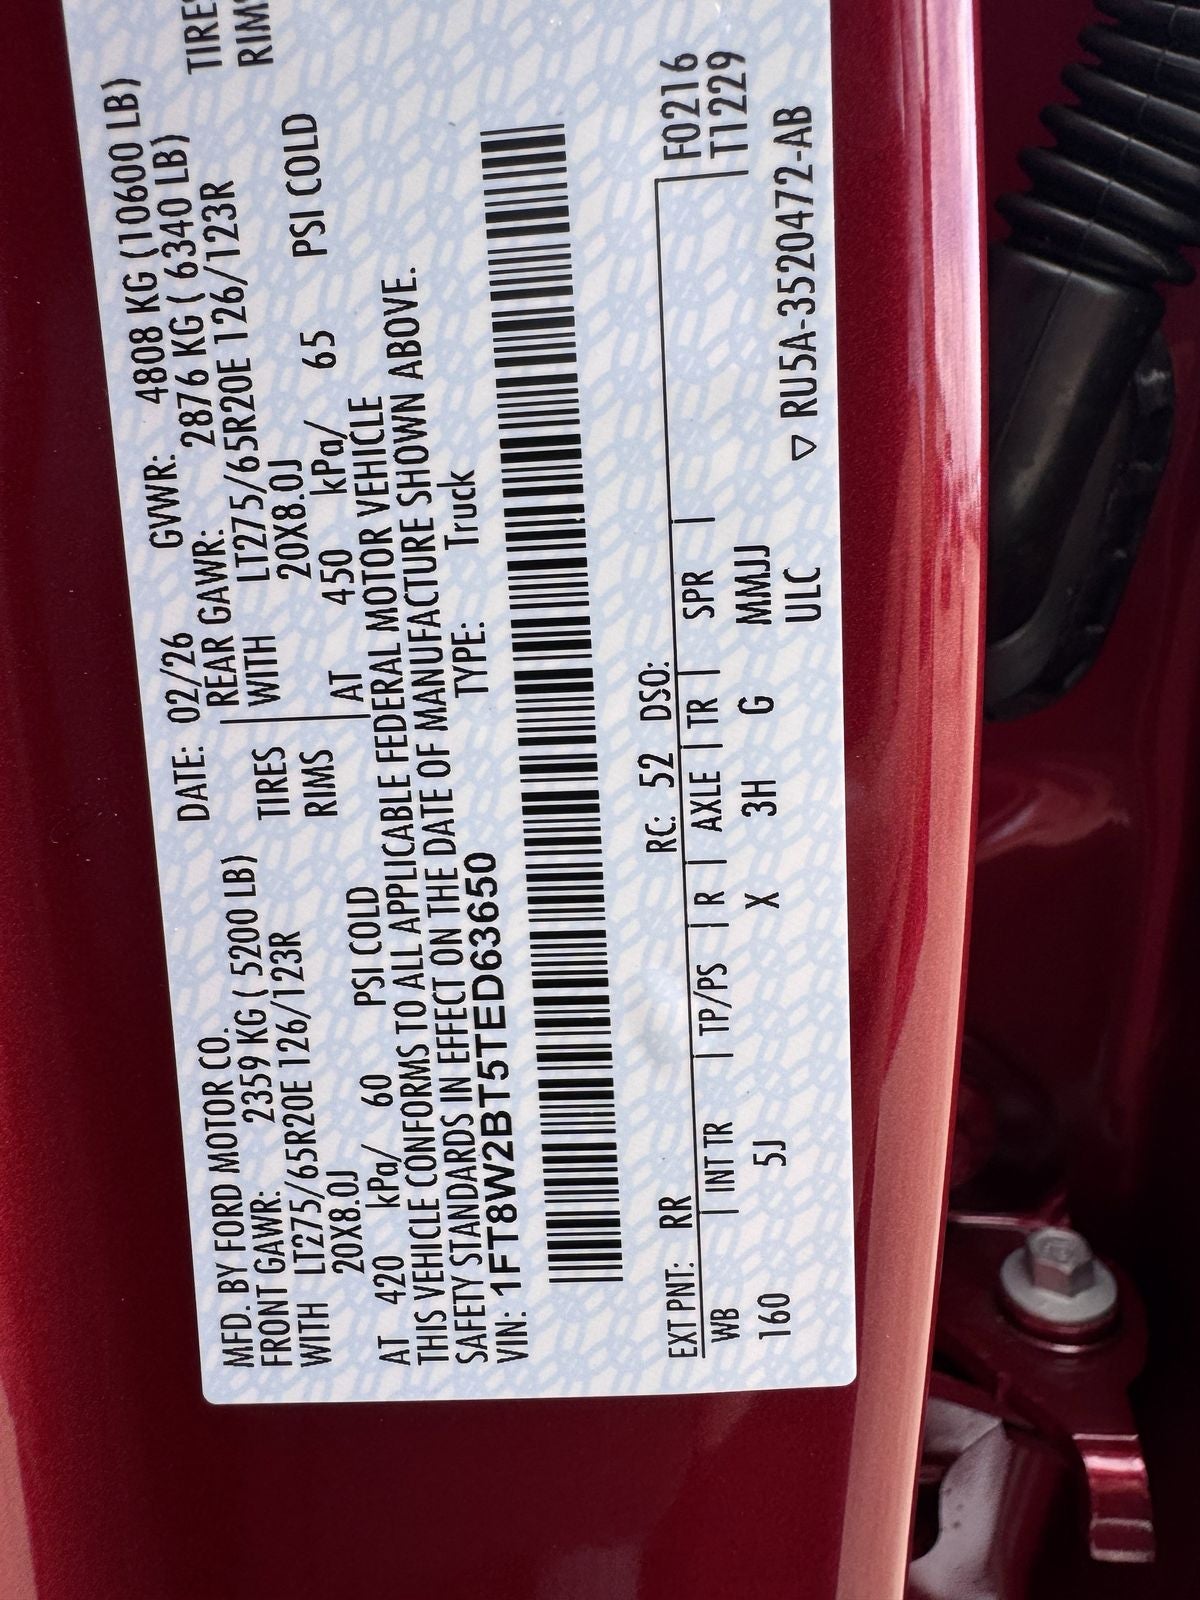 MFD. BY FORD MOTOR CO. DATE: 02/26 GVWR: 4808 KG (10600 LB)
FRONT GAWR: 2359 KG ( 5200 LB) REAR GAWR: 2876 KG ( 6340 LB)
WITH LT275/65R20E 126/123R TIRES WITH LT275/65R20E 126/123R TIRES
20X8.0J RIMS 20X8.0J RIMS
AT 420 kPa/ 60 PSI COLD AT 450 kPa/ 65 PSI COLD
THIS VEHICLE CONFORMS TO ALL APPLICABLE FEDERAL MOTOR VEHICLE
SAFETY STANDARDS IN EFFECT ON THE DATE OF MANUFACTURE SHOWN ABOVE.
VIN: 1FT8W2BT5TED63650 TYPE: Truck
EXT PNT: RR RC: 52 DSO: F0216
WB INT TR TP/PS R AXLE TR SPR T1229
160 5J X 3H G MMJJ
ULC
▽ RU5A-3520472-AB